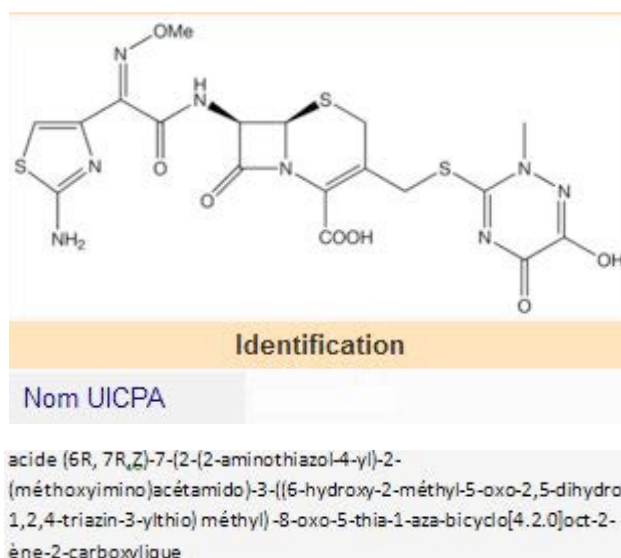 OMe
N
H
N
S
S
N
O
O
N
S
N
N
NH₂
COOH
N
OH
O
Identification
Nom UICPA
acide (6R, 7R,Z)-7-(2-(2-aminothiazol-4-yl)-2-
(méthoxyimino)acétamido)-3-((6-hydroxy-2-méthyl-5-oxo-2,5-dihydro
1,2,4-triazin-3-ylthio) méthyl) -8-oxo-5-thia-1-aza-bicyclo[4.2.0]oct-2-
ène-2-carboxylique